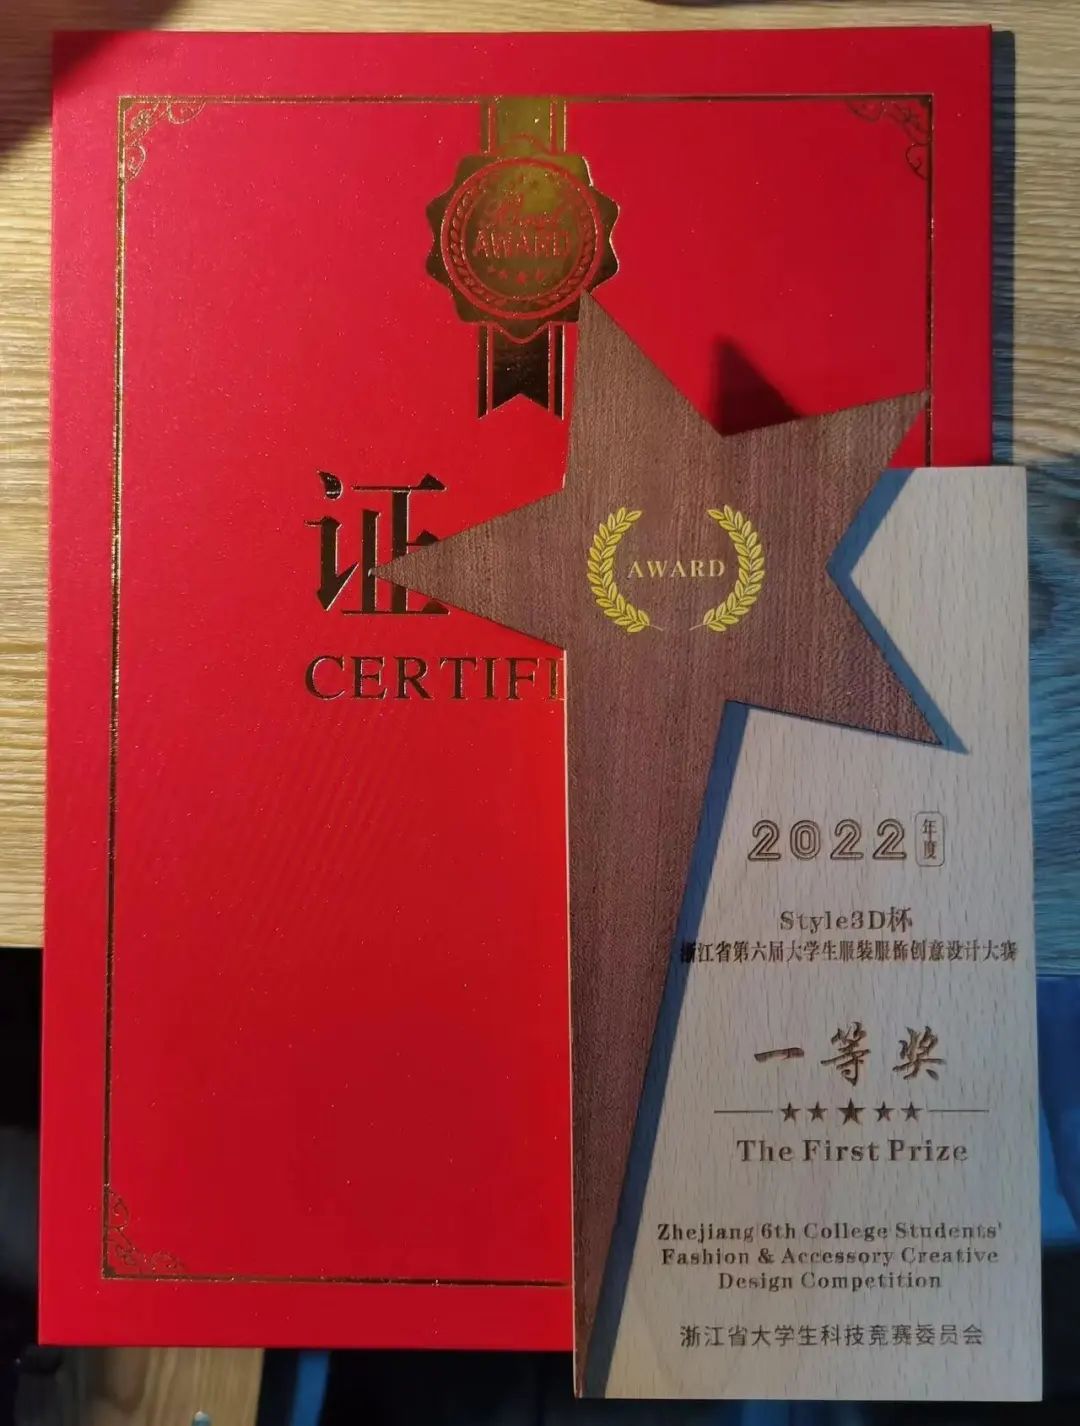 Best
AWARD
证
CERTIFI
AWARD
2022年度
Style3D杯
浙江省第六届大学生服装服饰创意设计大赛
一等奖
The First Prize
Zhejiang 6th College Students'
Fashion & Accessory Creative
Design Competition
浙江省大学生科技竞赛委员会